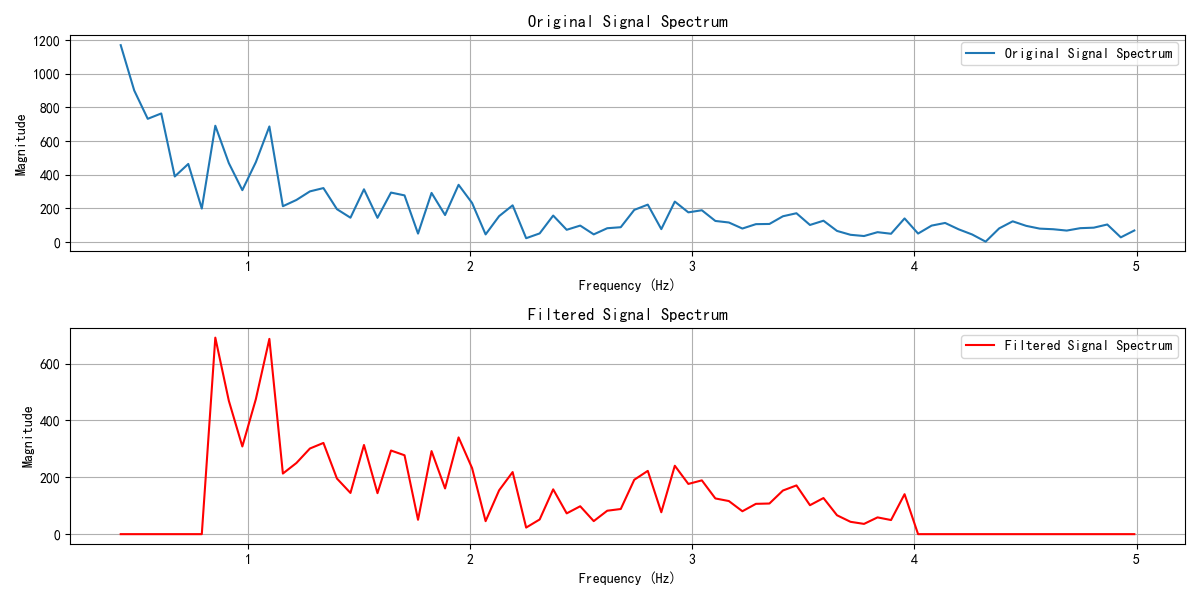 Original Signal Spectrum
1200
1000
800
600
400
200
0
Magnitude
Original Signal Spectrum
1 2 3 4 5
Frequency (Hz)
Filtered Signal Spectrum
600
400
200
0
Magnitude
Filtered Signal Spectrum
1 2 3 4 5
Frequency (Hz)